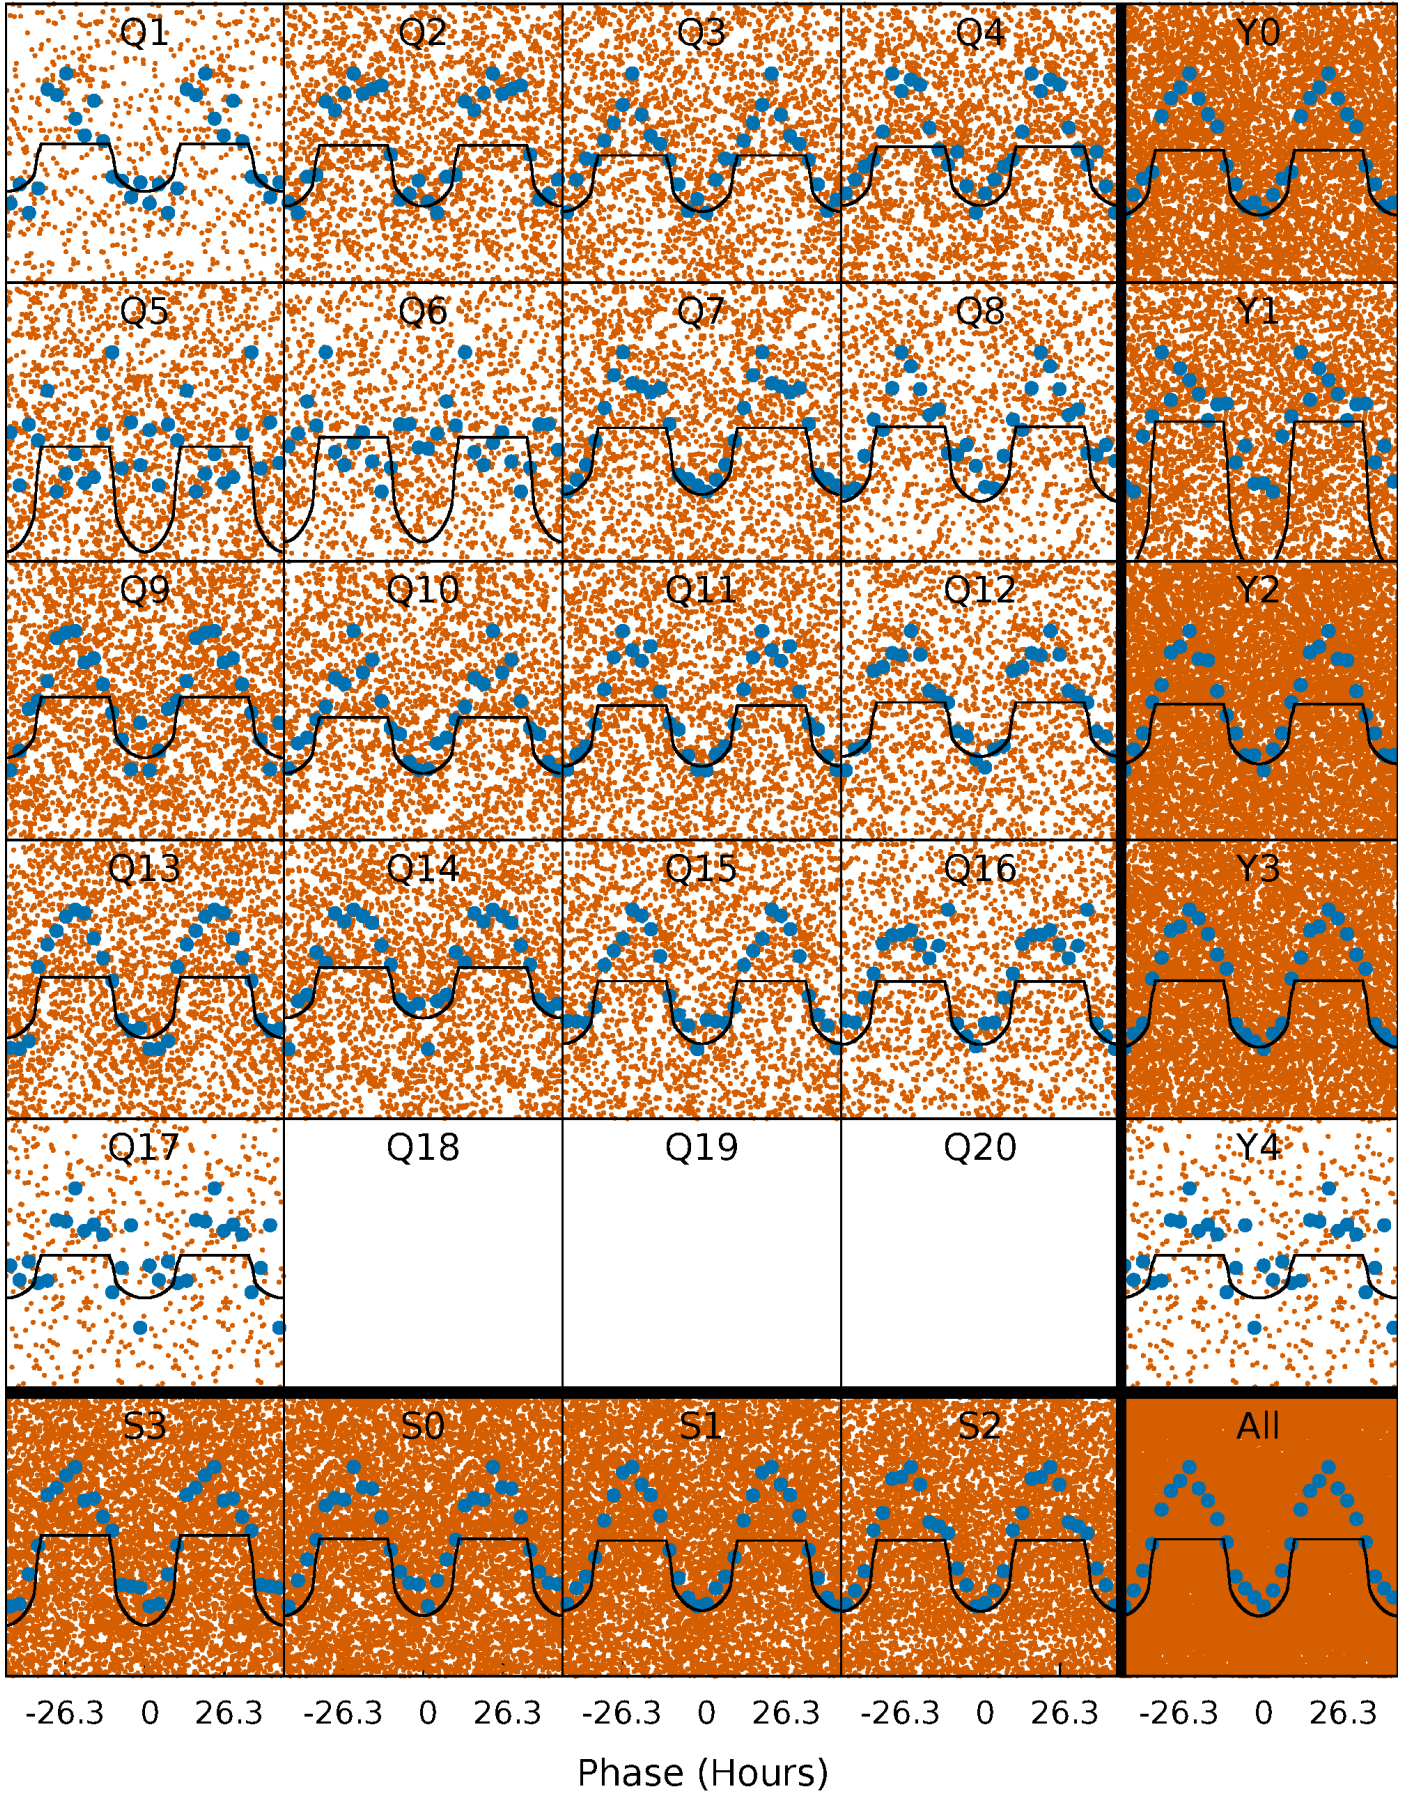 Q1 Q2 Q3 Q4 Y0
Q5 Q6 Q7 Q8 Y1
Q9 Q10 Q11 Q12 Y2
Q13 Q14 Q15 Q16 Y3
Q17 Q18 Q19 Q20 Y4
S3 S0 S1 S2 All
-26.3 0 26.3 -26.3 0 26.3 -26.3 0 26.3 -26.3 0 26.3 -26.3 0 26.3
Phase (Hours)